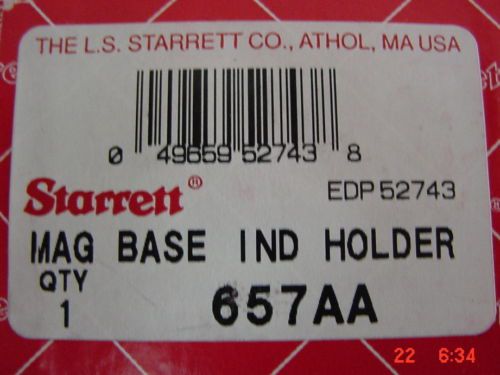 THE L.S. STARRETT CO., ATHOL, MA USA
0 49659 52743 8
Starrett®
EDP 52743
MAG BASE IND HOLDER
QTY
1
657AA
22 6:34